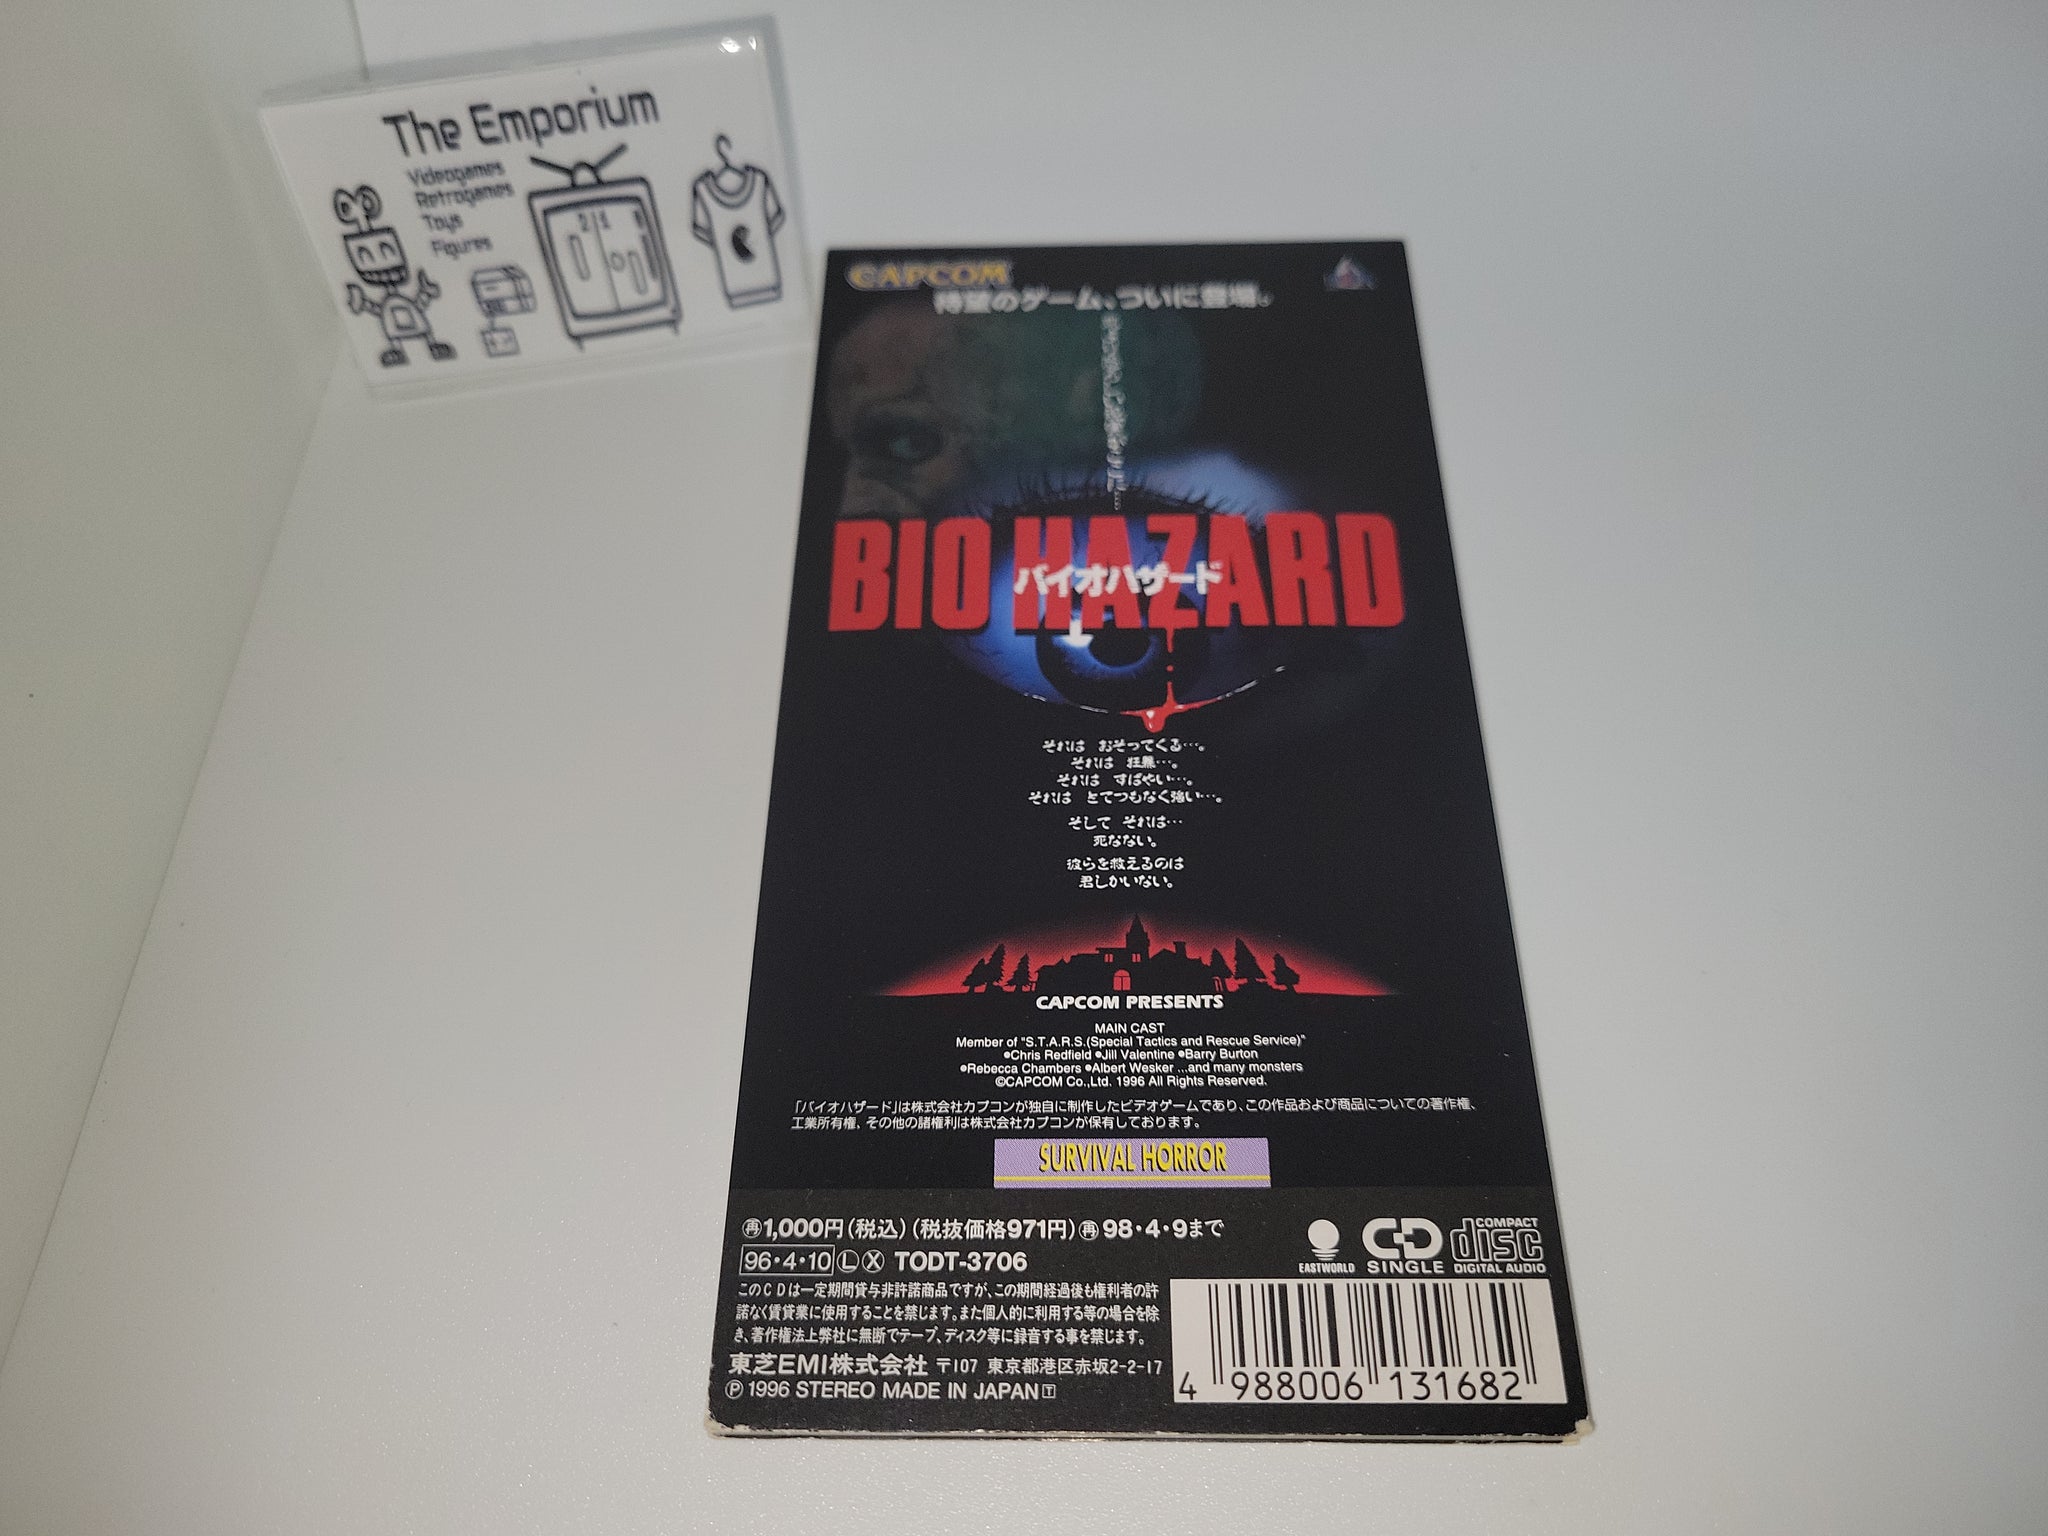 The Emporium
Videogames
Retrogames
Toys
Figures
CAPCOM
待望のゲーム、ついに登場。
BIO HAZARD
バイオハザード
それは おそってくる…。
それは 狂暴…。
それは すばやい…。
それは とてつもなく強い…。
そして それは…
死なない。
彼らを救えるのは
君しかいない。
CAPCOM PRESENTS
MAIN CAST
Member of "S.T.A.R.S.(Special Tactics and Rescue Service)"
●Chris Redfield ●Jill Valentine ●Barry Burton
●Rebecca Chambers ●Albert Wesker ...and many monsters
©CAPCOM Co.,Ltd. 1996 All Rights Reserved.
「バイオハザード」は株式会社カプコンが独自に制作したビデオゲームであり、この作品および商品についての著作権、
工業所有権、その他の諸権利は株式会社カプコンが保有しております。
SURVIVAL HORROR
㊢1,000円(税込)(税抜価格971円)㊢98・4・9まで
96・4・10 Ⓛ Ⓧ TODT-3706
EASTWORLD
CD SINGLE
COMPACT disc DIGITAL AUDIO
このCDは一定期間貸与非許諾商品ですが、この期間経過後も権利者の許
諾なく賃貸業に使用することを禁じます。また個人的に利用する等の場合を除
き、著作権法上弊社に無断でテープ、ディスク等に録音する事を禁じます。
東芝EMI株式会社 〒107 東京都港区赤坂2-2-17
Ⓟ 1996 STEREO MADE IN JAPAN T
4 988006 131682